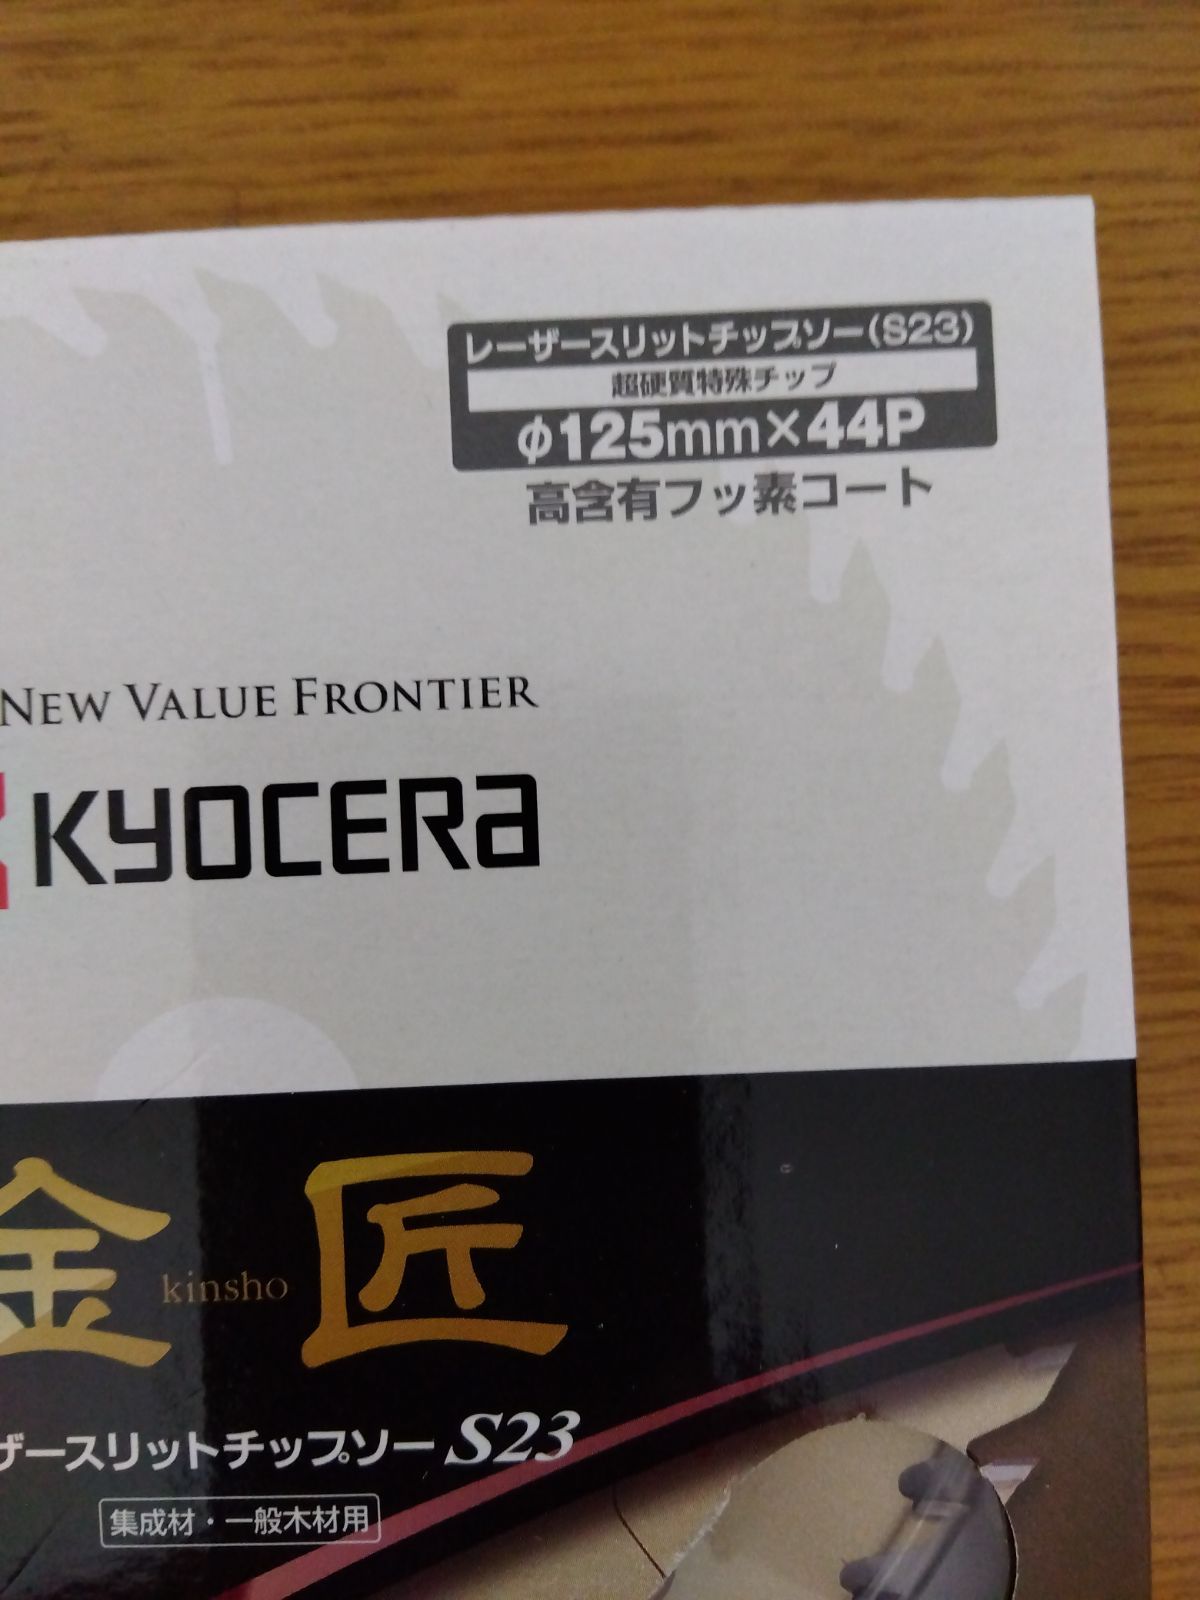 レーザースリットチップソー(S23)
超硬質特殊チップ
φ125mm×44P
高含有フッ素コート
NEW VALUE FRONTIER
KYOCERA
金匠
kinsho
ザースリットチップソー S23
集成材・一般木材用